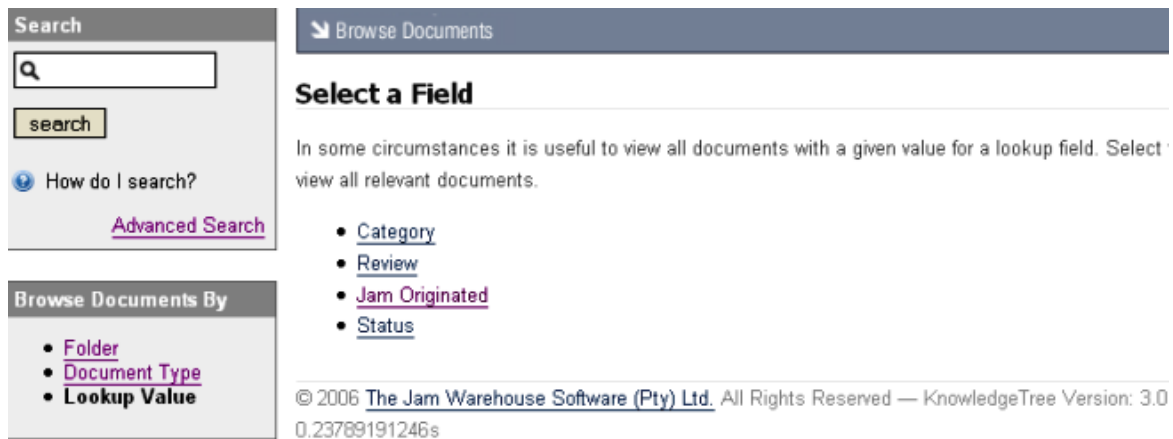 Search
search
How do I search?
Advanced Search
Browse Documents By
Folder
Document Type
Lookup Value
Browse Documents
Select a Field
In some circumstances it is useful to view all documents with a given value for a lookup field. Select
view all relevant documents.
Category
Review
Jam Originated
Status
© 2006 The Jam Warehouse Software (Pty) Ltd. All Rights Reserved — KnowledgeTree Version: 3.0
0.23789191246s